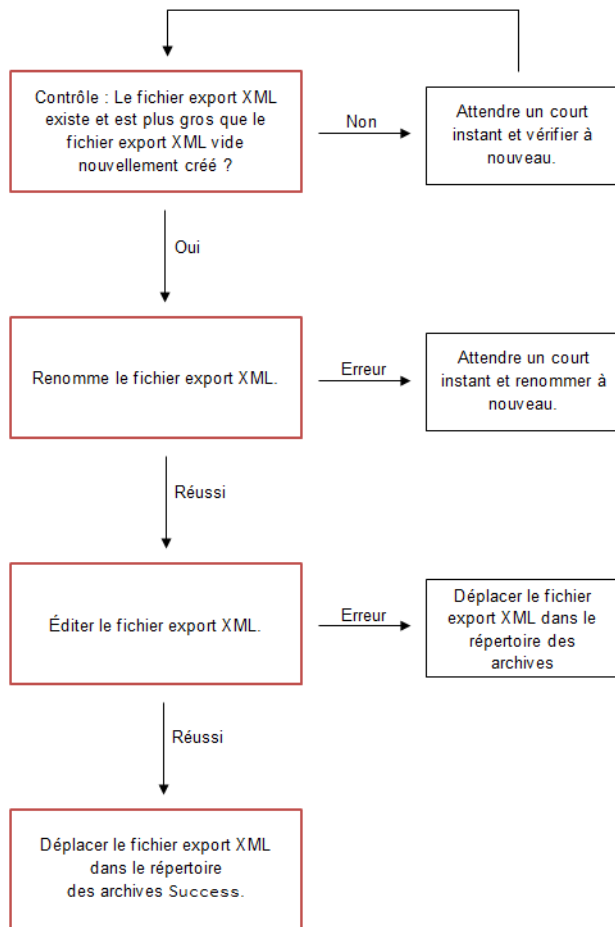 Contrôle : Le fichier export XML
existe et est plus gros que le
fichier export XML vide
nouvellement créé ?
Non
Attendre un court
instant et vérifier à
nouveau.
Oui
Renomme le fichier export XML.
Erreur
Attendre un court
instant et renommer à
nouveau.
Réussi
Éditer le fichier export XML.
Erreur
Déplacer le fichier
export XML dans le
répertoire des
archives
Réussi
Déplacer le fichier export XML
dans le répertoire
des archives Success.